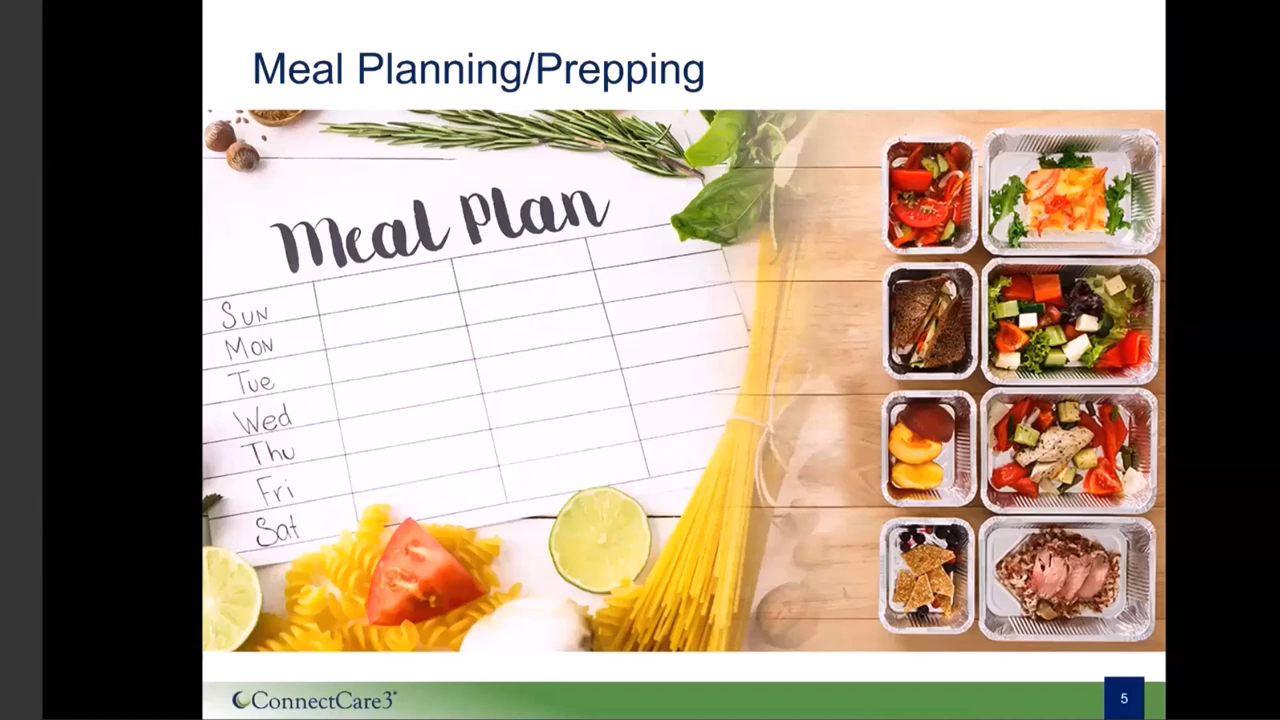 Meal Planning/Prepping
Meal Plan
Sun
Mon
Tue
Wed
Thu
Fri
Sat
ConnectCare3®
5